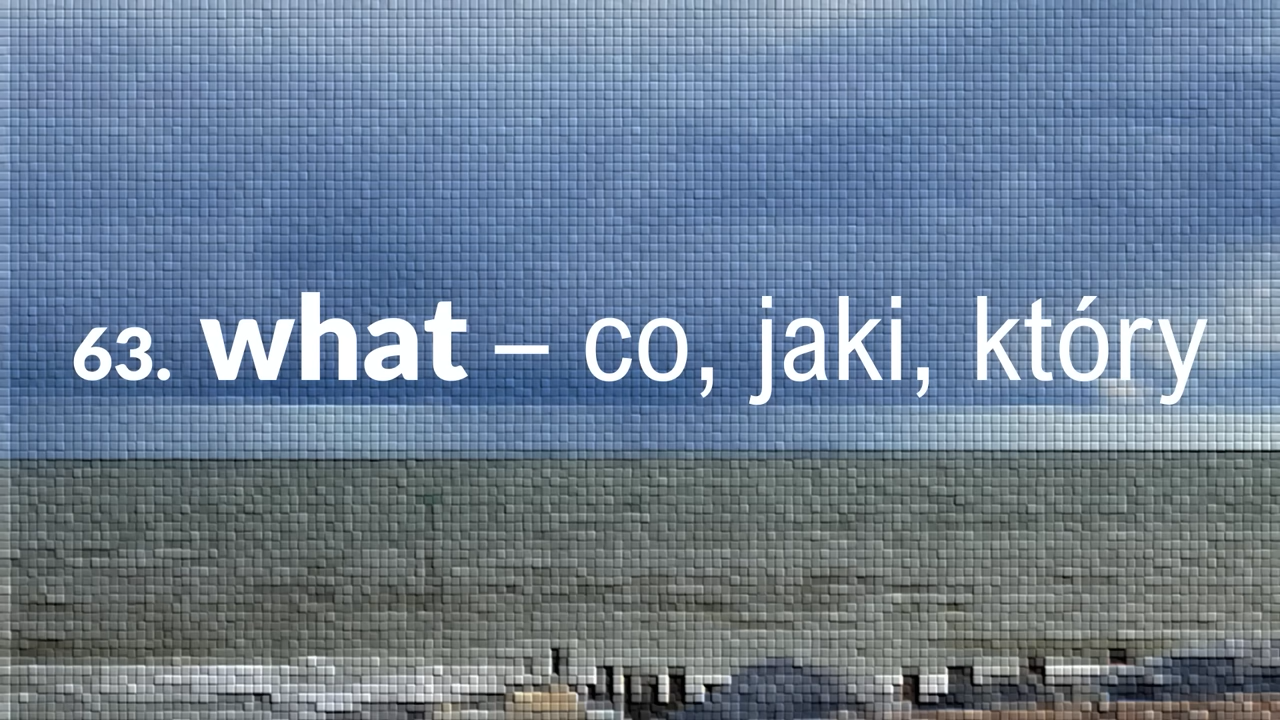 63. what – co, jaki, który